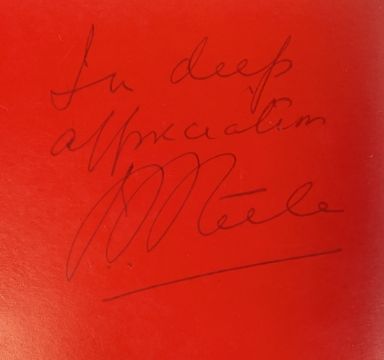 In deep
appreciation